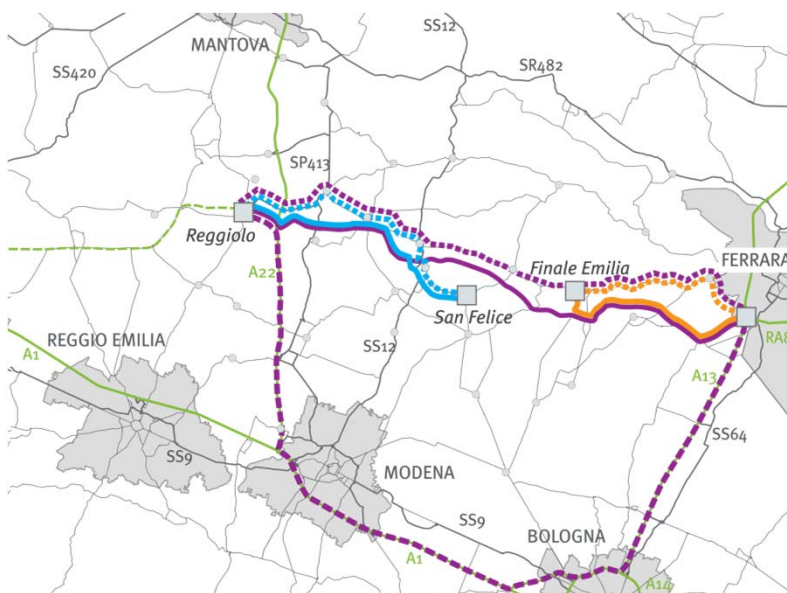 SS12
MANTOVA
SS420
SR482
SP413
Reggiolo
A22
FERRARA
Finale Emilia
San Felice
REGGIO EMILIA
A1
SS12
RA8
A13
SS64
SS9
MODENA
SS9
BOLOGNA
A1
A14